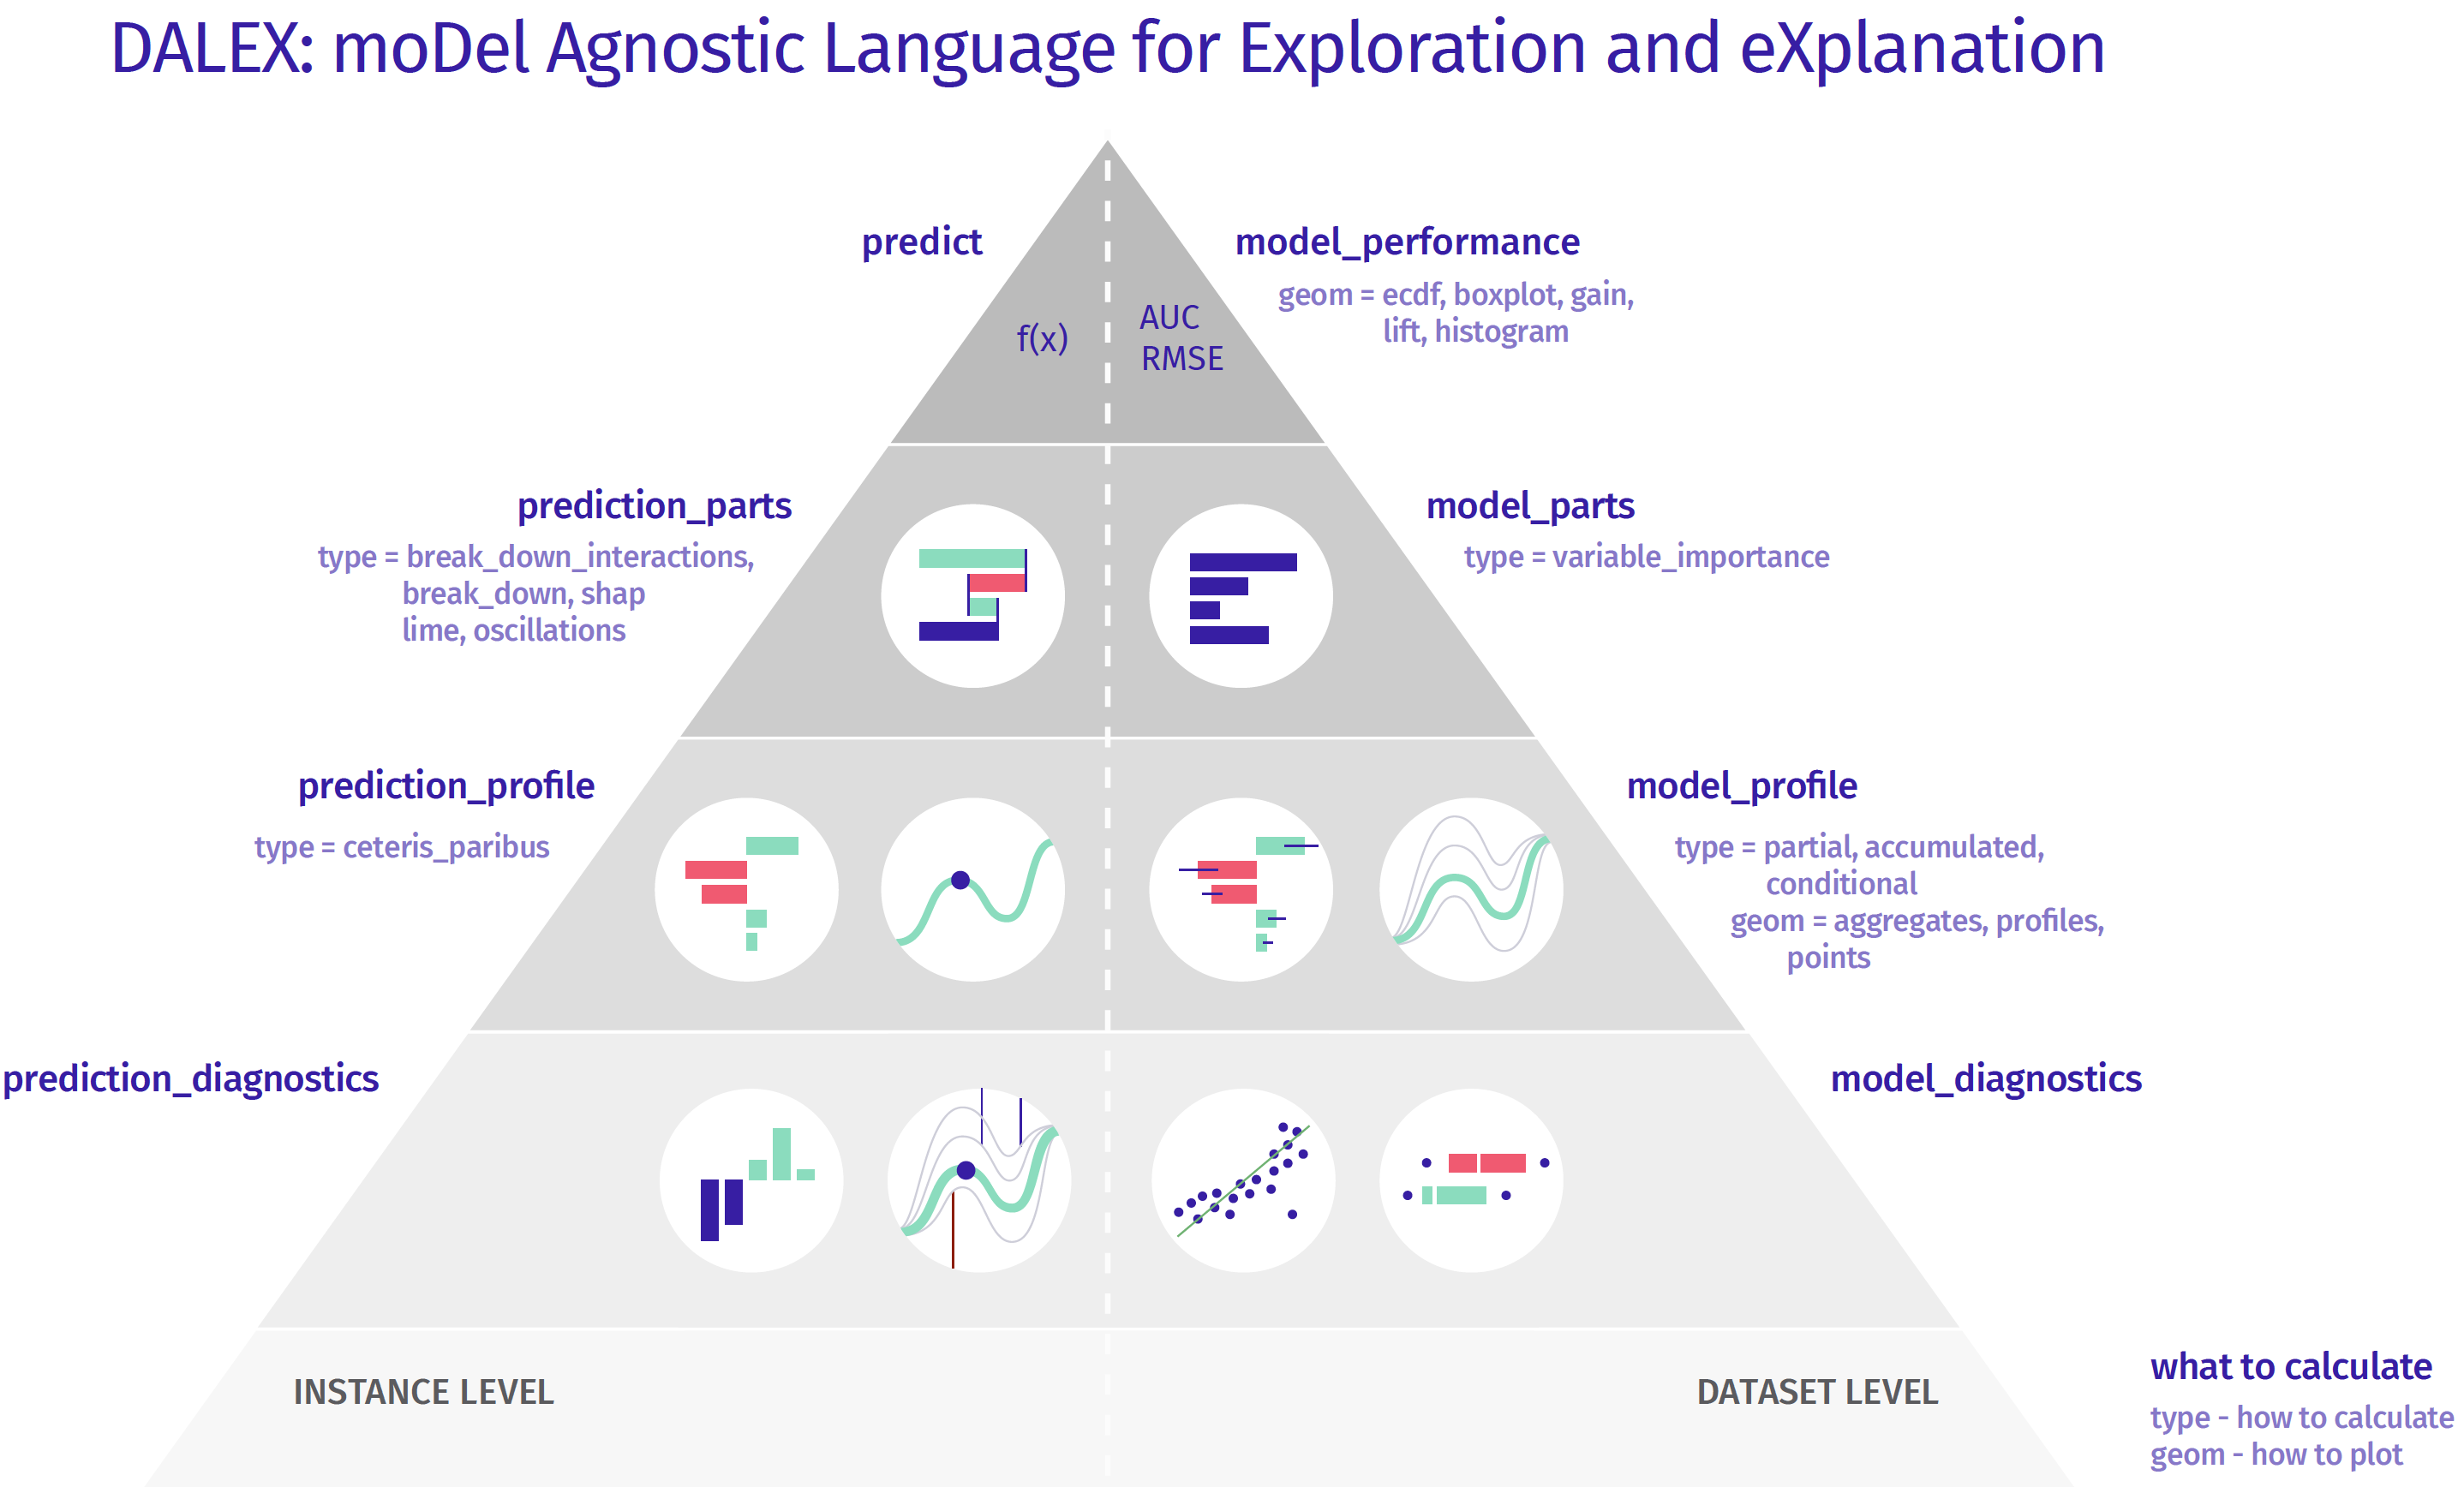 DALEX: moDel Agnostic Language for Exploration and eXplanation
predict
model_performance
geom = ecdf, boxplot, gain,
lift, histogram
f(x)
AUC
RMSE
prediction_parts
type = break_down_interactions,
break_down, shap
lime, oscillations
model_parts
type = variable_importance
prediction_profile
type = ceteris_paribus
model_profile
type = partial, accumulated,
conditional
geom = aggregates, profiles,
points
prediction_diagnostics
model_diagnostics
INSTANCE LEVEL
DATASET LEVEL
what to calculate
type - how to calculate
geom - how to plot